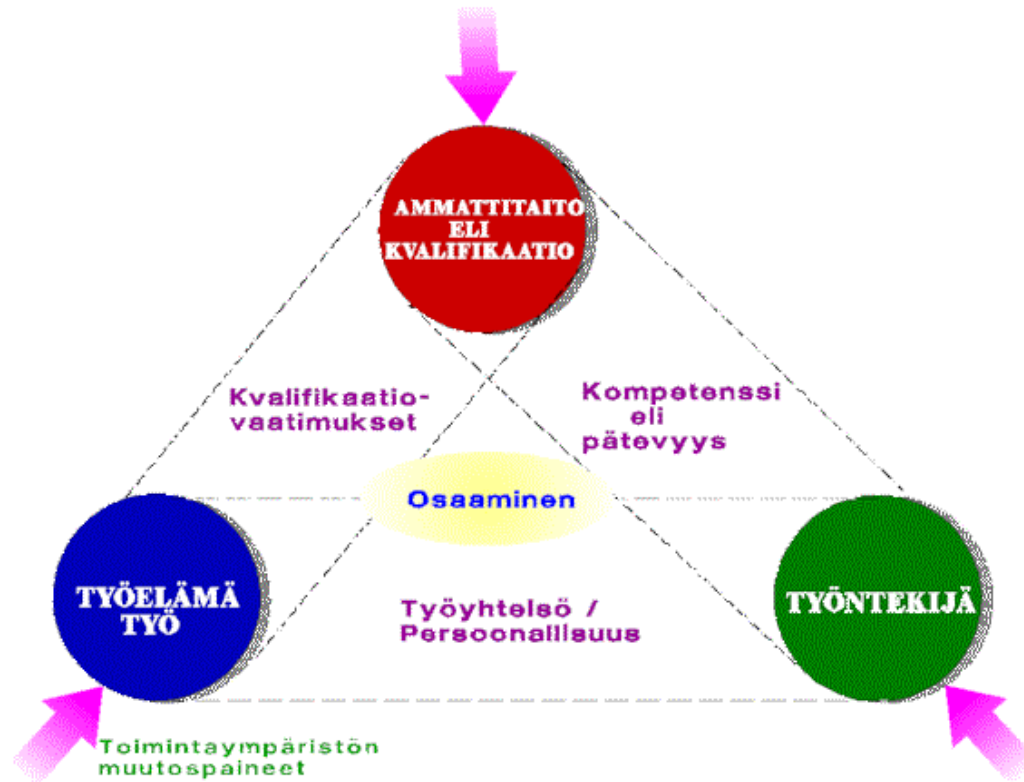 AMMATTITAITO
ELI
KVALIFIKAATIO
Kvalifikaatio-
vaatimukset
Kompetenssi
eli
pätevyys
Osaaminen
TYÖELÄMÄ
TYÖ
TYÖNTEKIJÄ
Työyhteisö /
Persoonallisuus
Toimintaympäristön
muutospaineet